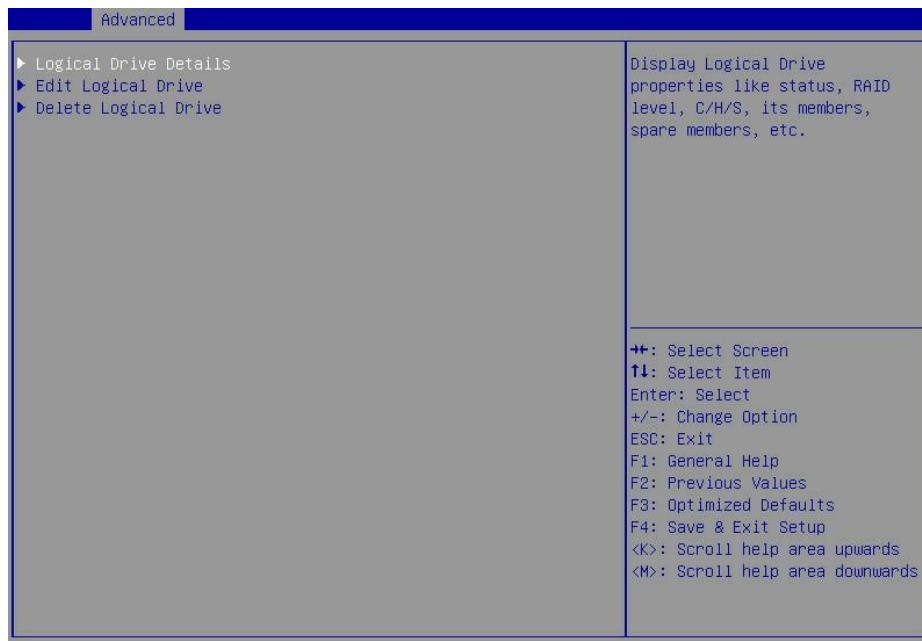 Advanced
▶ Logical Drive Details
▶ Edit Logical Drive
▶ Delete Logical Drive
Display Logical Drive
properties like status, RAID
level, C/H/S, its members,
spare members, etc.
→←: Select Screen
↑↓: Select Item
Enter: Select
+/-: Change Option
ESC: Exit
F1: General Help
F2: Previous Values
F3: Optimized Defaults
F4: Save & Exit Setup
<K>: Scroll help area upwards
<M>: Scroll help area downwards